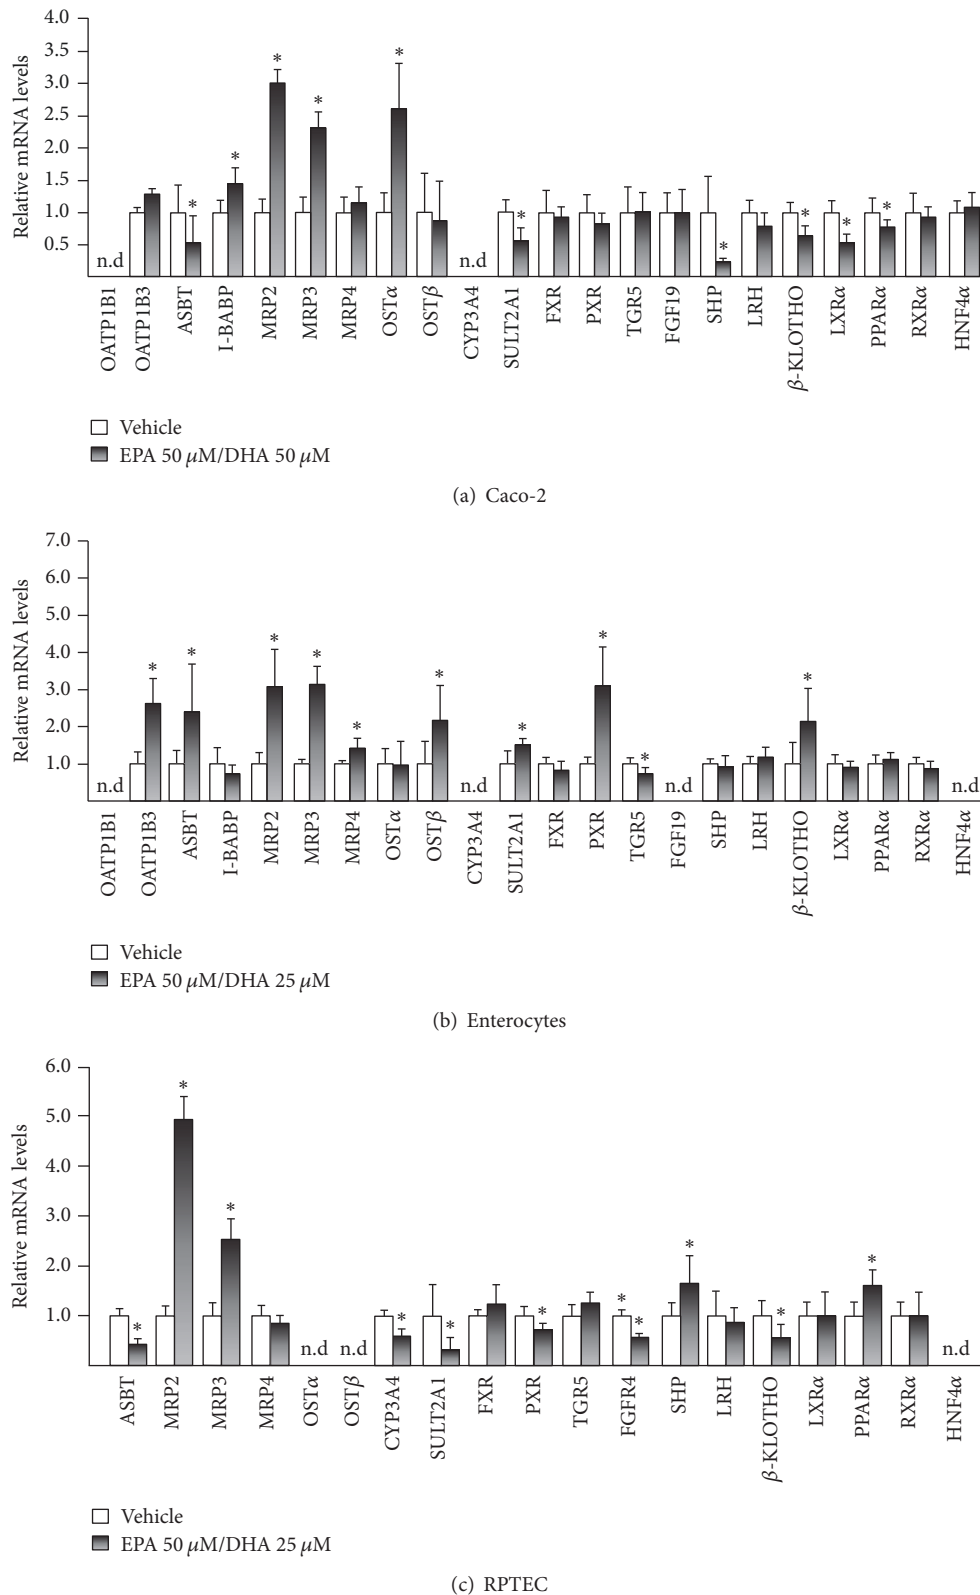 Relative mRNA levels
4.0
3.5
3.0
2.5
2.0
1.5
1.0
0.5
* * * * * * * * * * *
n.d n.d
OATP1B1 OATP1B3 ASBT I-BABP MRP2 MRP3 MRP4 OSTα OSTβ CYP3A4 SULT2A1 FXR PXR TGR5 FGF19 SHP LRH β-KLOTHO LXRα PPARα RXRα HNF4α
Vehicle
EPA 50 μM/DHA 50 μM
(a) Caco-2
Relative mRNA levels
7.0
6.0
5.0
4.0
3.0
2.0
1.0
* * * * * * * * * *
n.d n.d n.d n.d
OATP1B1 OATP1B3 ASBT I-BABP MRP2 MRP3 MRP4 OSTα OSTβ CYP3A4 SULT2A1 FXR PXR TGR5 FGF19 SHP LRH β-KLOTHO LXRα PPARα RXRα HNF4α
Vehicle
EPA 50 μM/DHA 25 μM
(b) Enterocytes
Relative mRNA levels
6.0
5.0
4.0
3.0
2.0
1.0
* * * * * * * * * * *
n.d n.d n.d
ASBT MRP2 MRP3 MRP4 OSTα OSTβ CYP3A4 SULT2A1 FXR PXR TGR5 FGFR4 SHP LRH β-KLOTHO LXRα PPARα RXRα HNF4α
Vehicle
EPA 50 μM/DHA 25 μM
(c) RPTEC